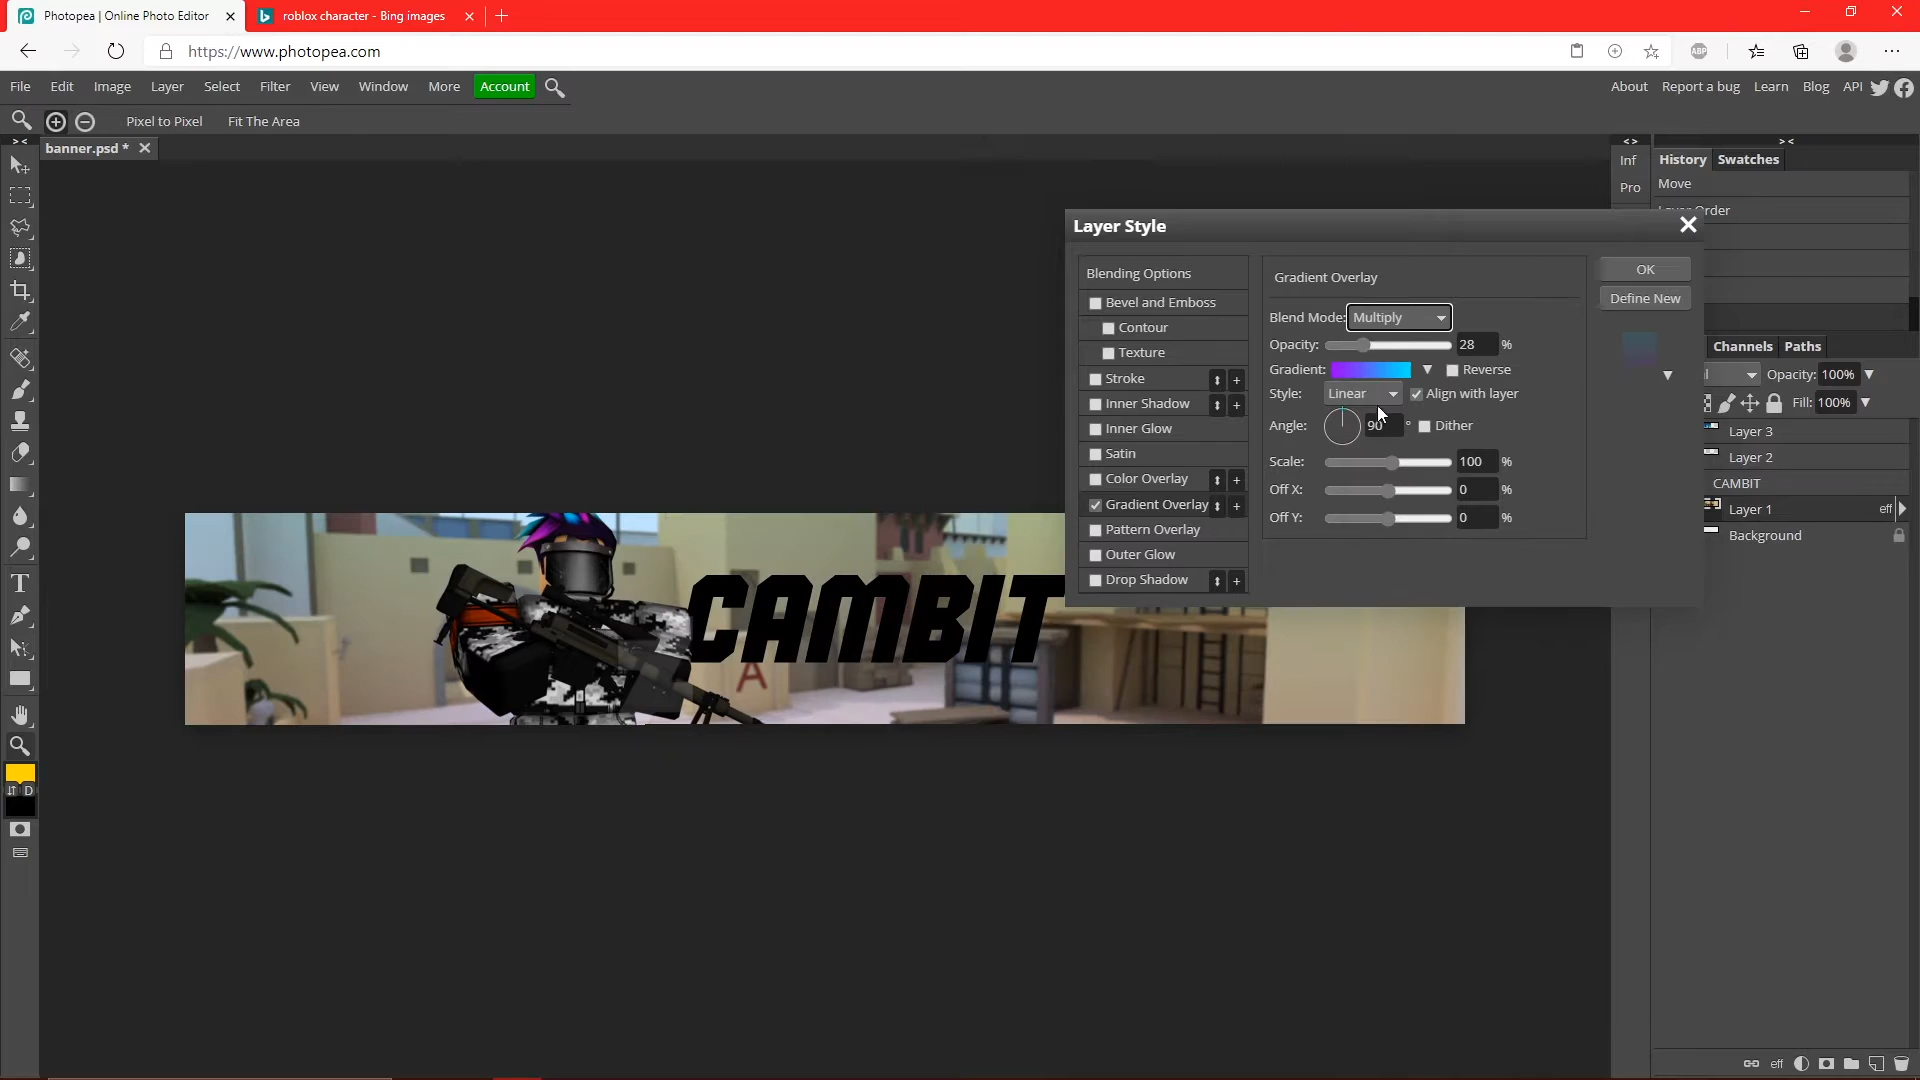 Photopea | Online Photo Editor
roblox character - Bing images
https://www.photopea.com
ABP
File Edit Image Layer Select Filter View Window More Account
About Report a bug Learn Blog API
Pixel to Pixel Fit The Area
banner.psd *
Inf
Pro
History Swatches
Move
Layer Order
Layer Style
Blending Options
Bevel and Emboss
Contour
Texture
Stroke
Inner Shadow
Inner Glow
Satin
Color Overlay
Gradient Overlay
Pattern Overlay
Outer Glow
Drop Shadow
Gradient Overlay
Blend Mode: Multiply
Opacity: 28 %
Gradient: Reverse
Style: Linear Align with layer
Angle: 90 ° Dither
Scale: 100 %
Off X: 0 %
Off Y: 0 %
OK
Define New
Channels Paths
Opacity: 100%
Fill: 100%
Layer 3
Layer 2
CAMBIT
Layer 1 eff
Background
CAMBIT
A
D
eff